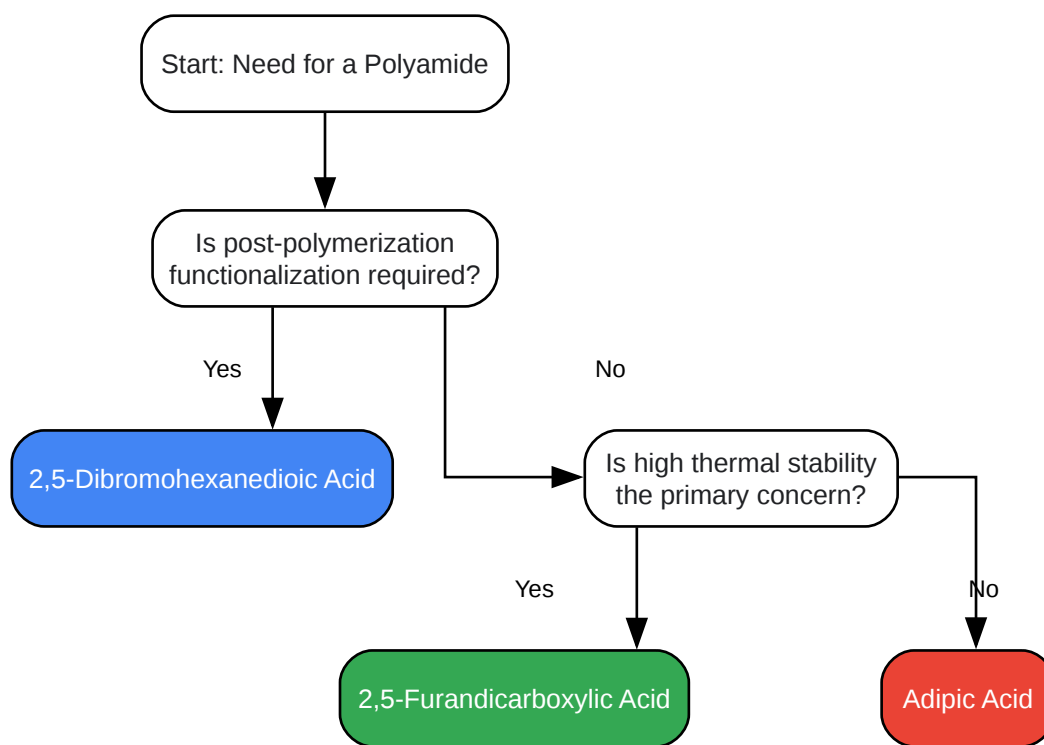 Start: Need for a Polyamide
Is post-polymerization
functionalization required?
Yes
No
2,5-Dibromohexanedioic Acid
Is high thermal stability
the primary concern?
Yes
No
2,5-Furandicarboxylic Acid
Adipic Acid